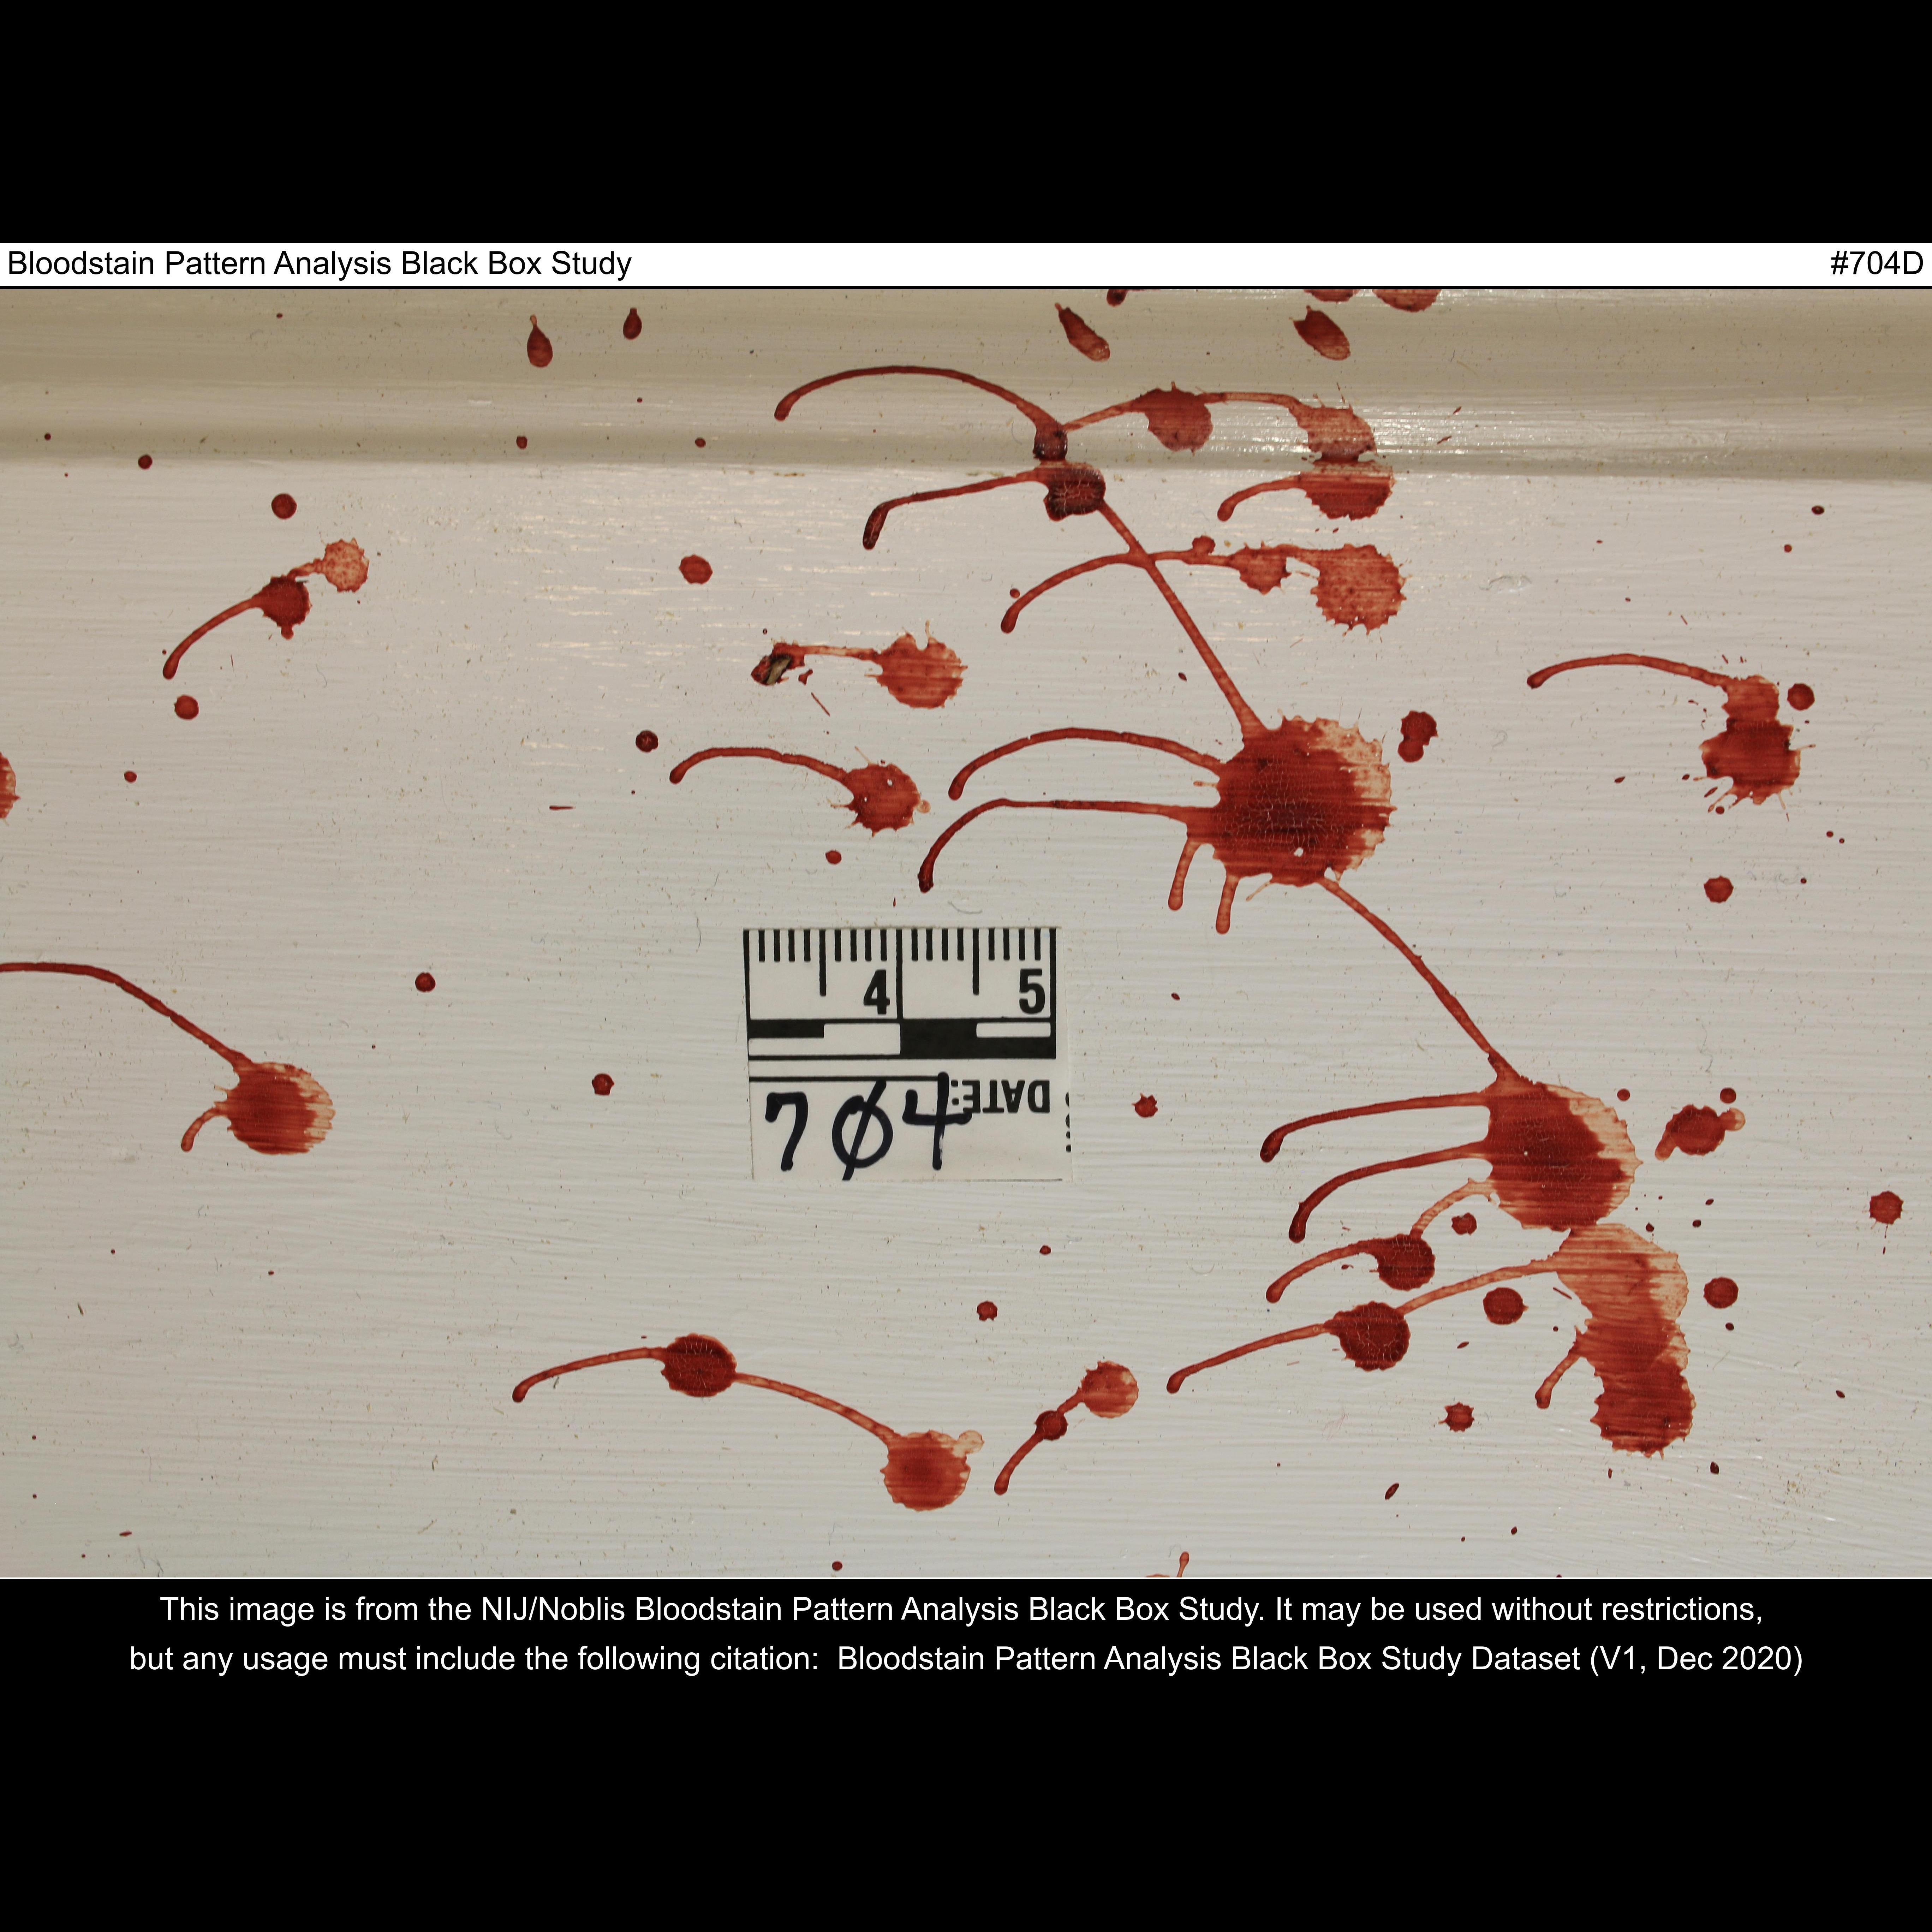 Bloodstain Pattern Analysis Black Box Study #704D
4 5
DATE:
7Ø4
This image is from the NIJ/Noblis Bloodstain Pattern Analysis Black Box Study. It may be used without restrictions,
but any usage must include the following citation: Bloodstain Pattern Analysis Black Box Study Dataset (V1, Dec 2020)